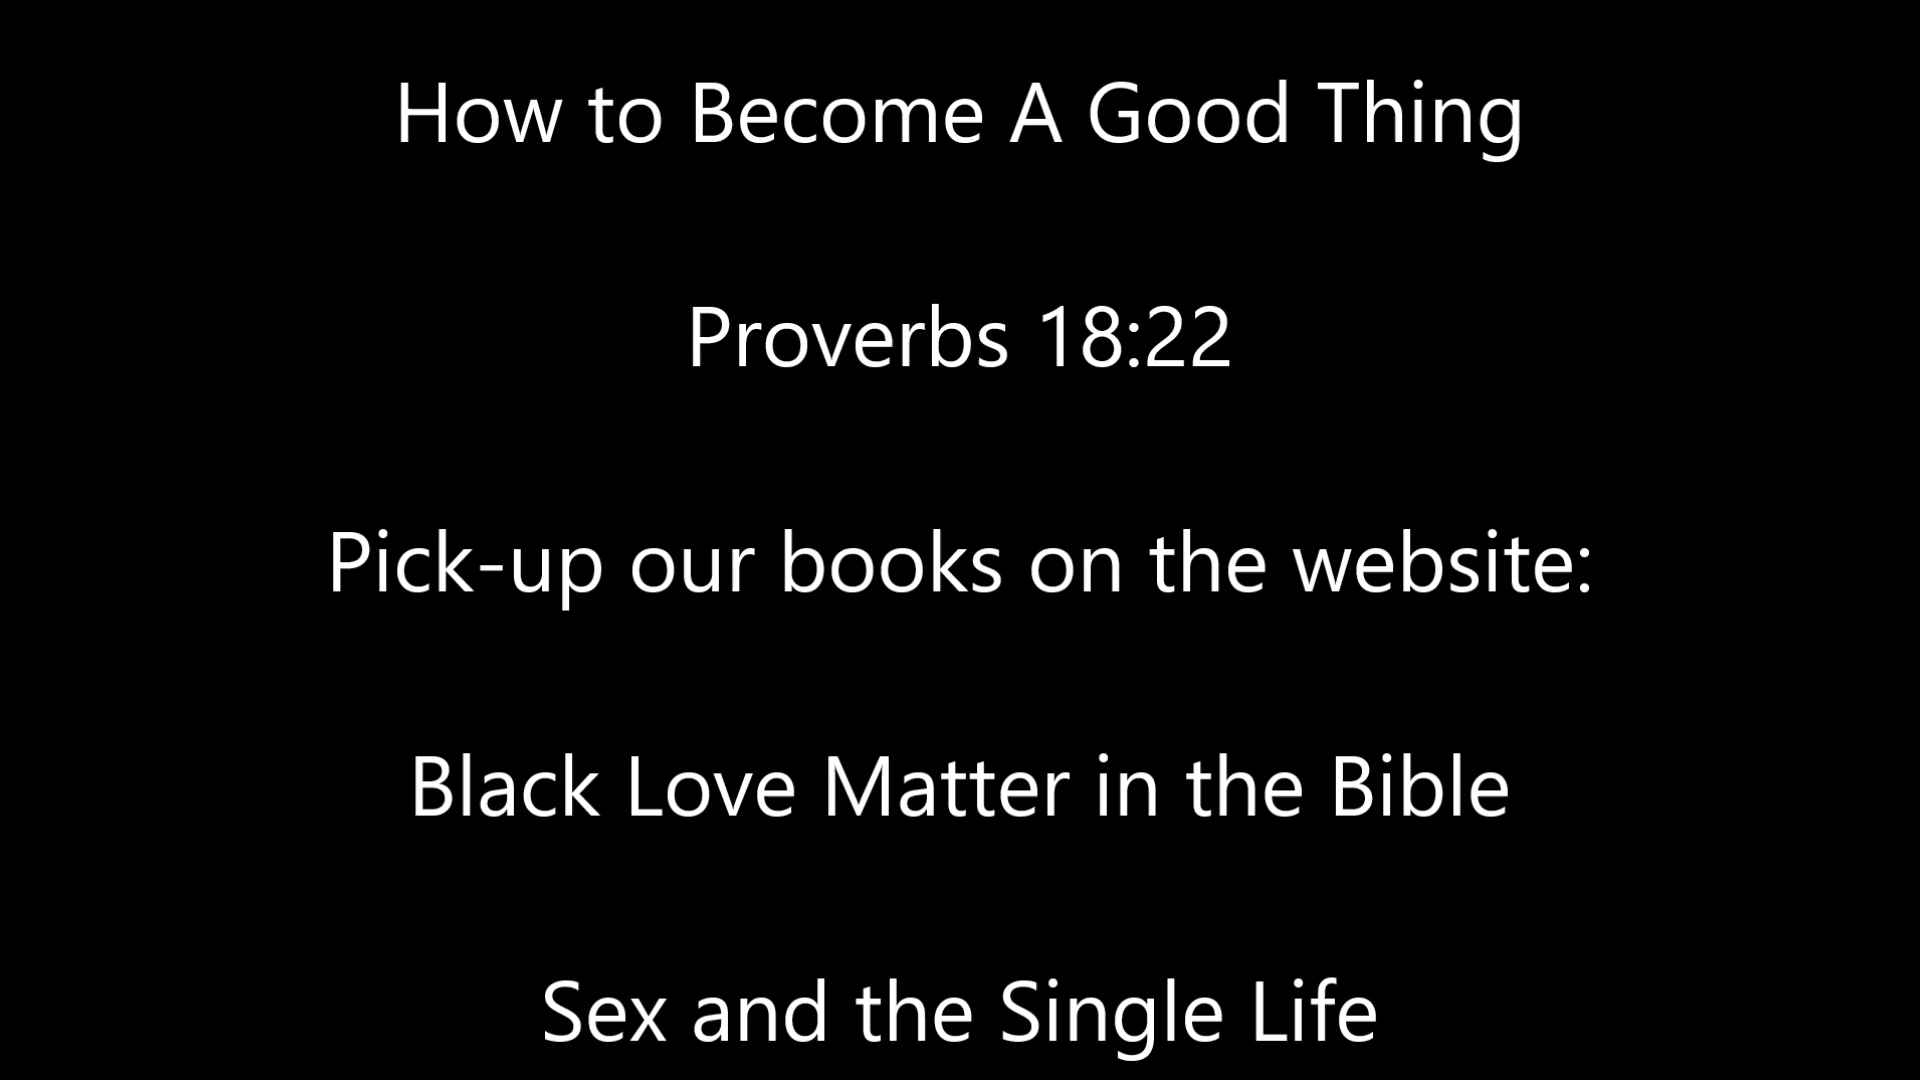 How to Become A Good Thing
Proverbs 18:22
Pick-up our books on the website:
Black Love Matter in the Bible
Sex and the Single Life